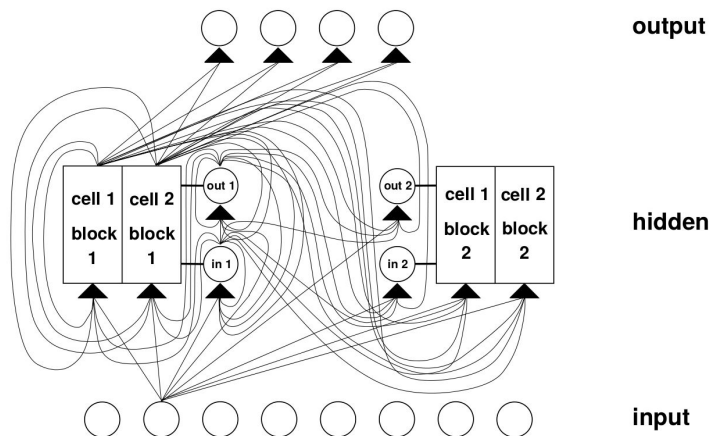 output
cell 1
block
1
cell 2
block
1
out 1
in 1
out 2
in 2
cell 1
block
2
cell 2
block
2
hidden
input